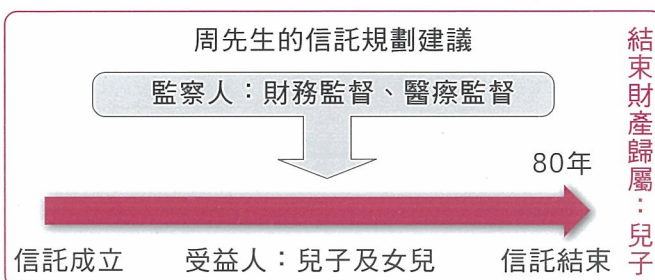 周先生的信託規劃建議
監察人：財務監督、醫療監督
80年
信託成立
受益人：兒子及女兒
信託結束
結束財產歸屬：兒子